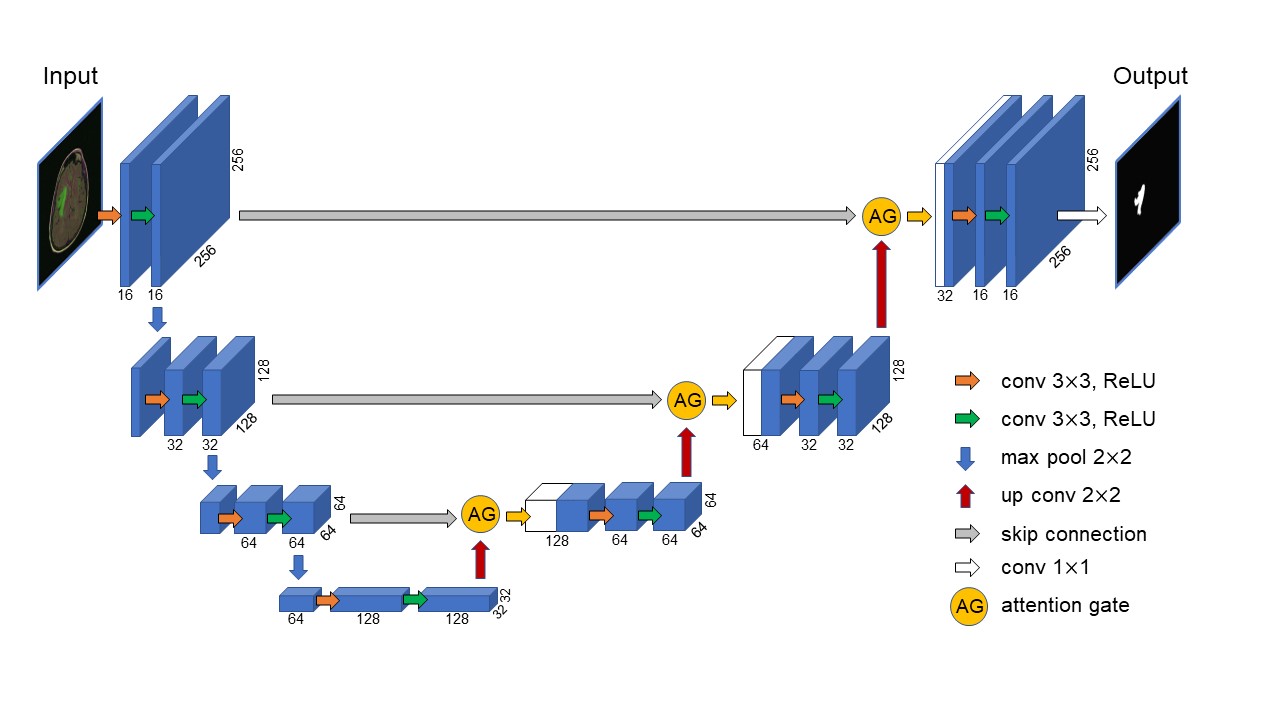 Input
Output
256
256
16 16
AG
256
256
32 16 16
128
128
32 32
AG
128
128
64 32 32
64
64
64 64
AG
64
64
128 64 64
32
32
64 128 128
conv 3×3, ReLU
conv 3×3, ReLU
max pool 2×2
up conv 2×2
skip connection
conv 1×1
AG attention gate